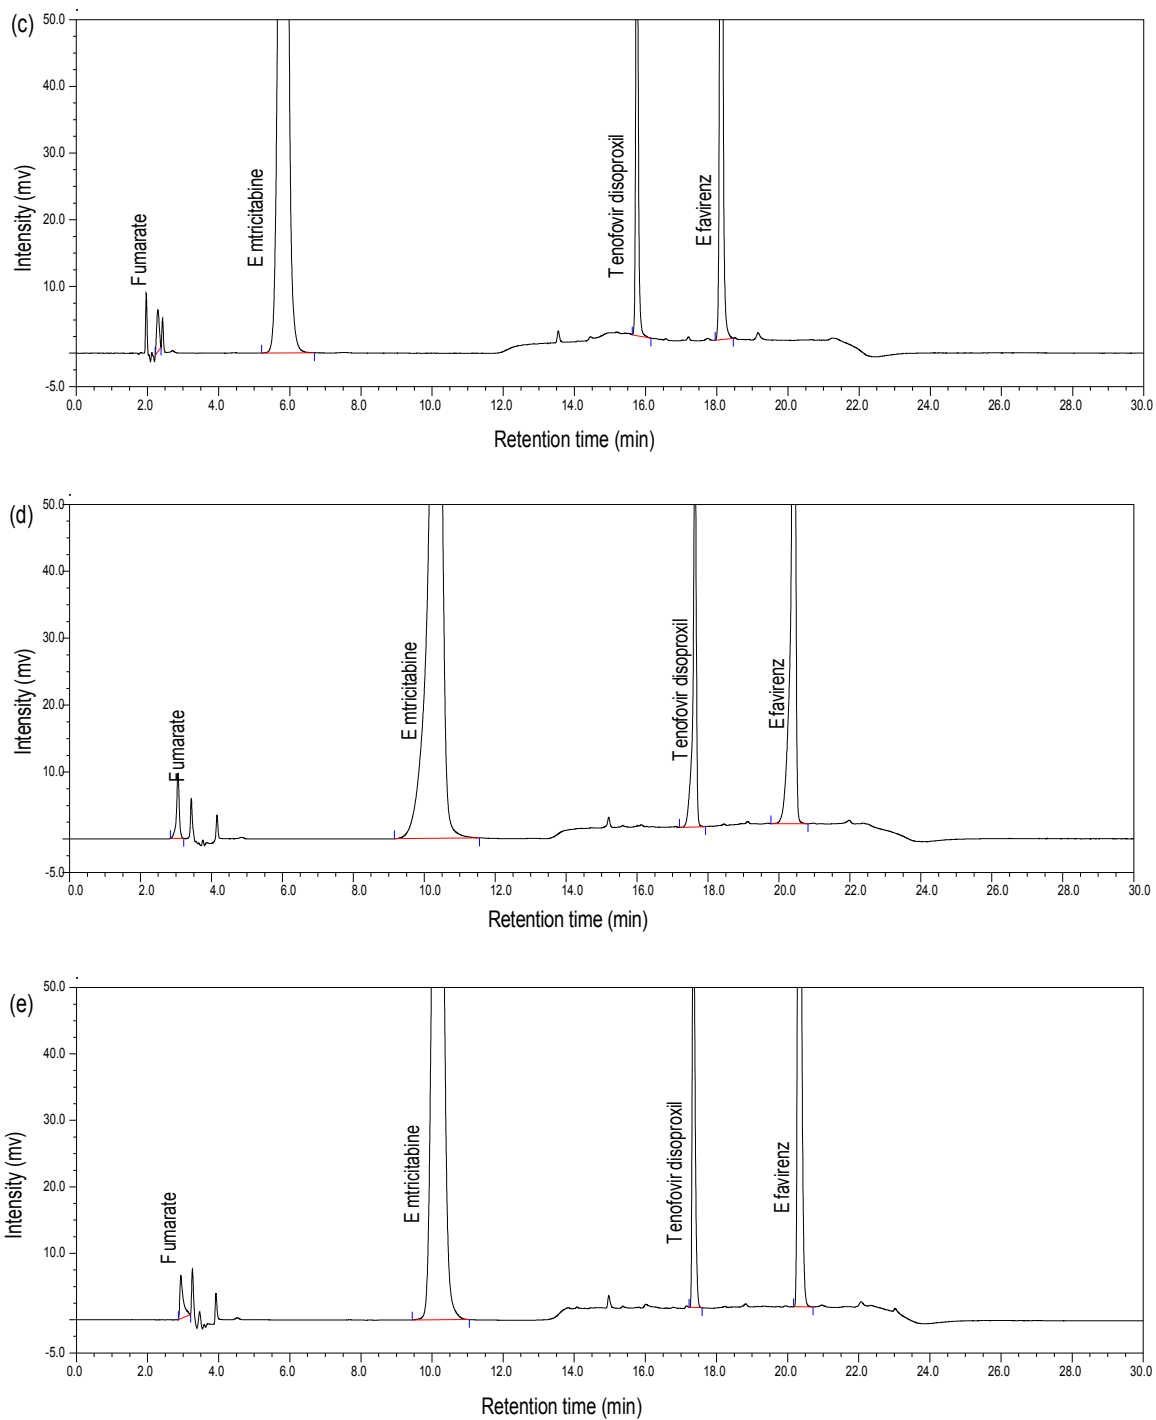 (c)
50.0
40.0
30.0
20.0
10.0
-5.0
Intensity (mv)
Fumarate
Emtricitabine
Tenofovir disoproxil
Efavirenz
0.0 2.0 4.0 6.0 8.0 10.0 12.0 14.0 16.0 18.0 20.0 22.0 24.0 26.0 28.0 30.0
Retention time (min)
(d)
50.0
40.0
30.0
20.0
10.0
-5.0
Intensity (mv)
Fumarate
Emtricitabine
Tenofovir disoproxil
Efavirenz
0.0 2.0 4.0 6.0 8.0 10.0 12.0 14.0 16.0 18.0 20.0 22.0 24.0 26.0 28.0 30.0
Retention time (min)
(e)
50.0
40.0
30.0
20.0
10.0
-5.0
Intensity (mv)
Fumarate
Emtricitabine
Tenofovir disoproxil
Efavirenz
0.0 2.0 4.0 6.0 8.0 10.0 12.0 14.0 16.0 18.0 20.0 22.0 24.0 26.0 28.0 30.0
Retention time (min)